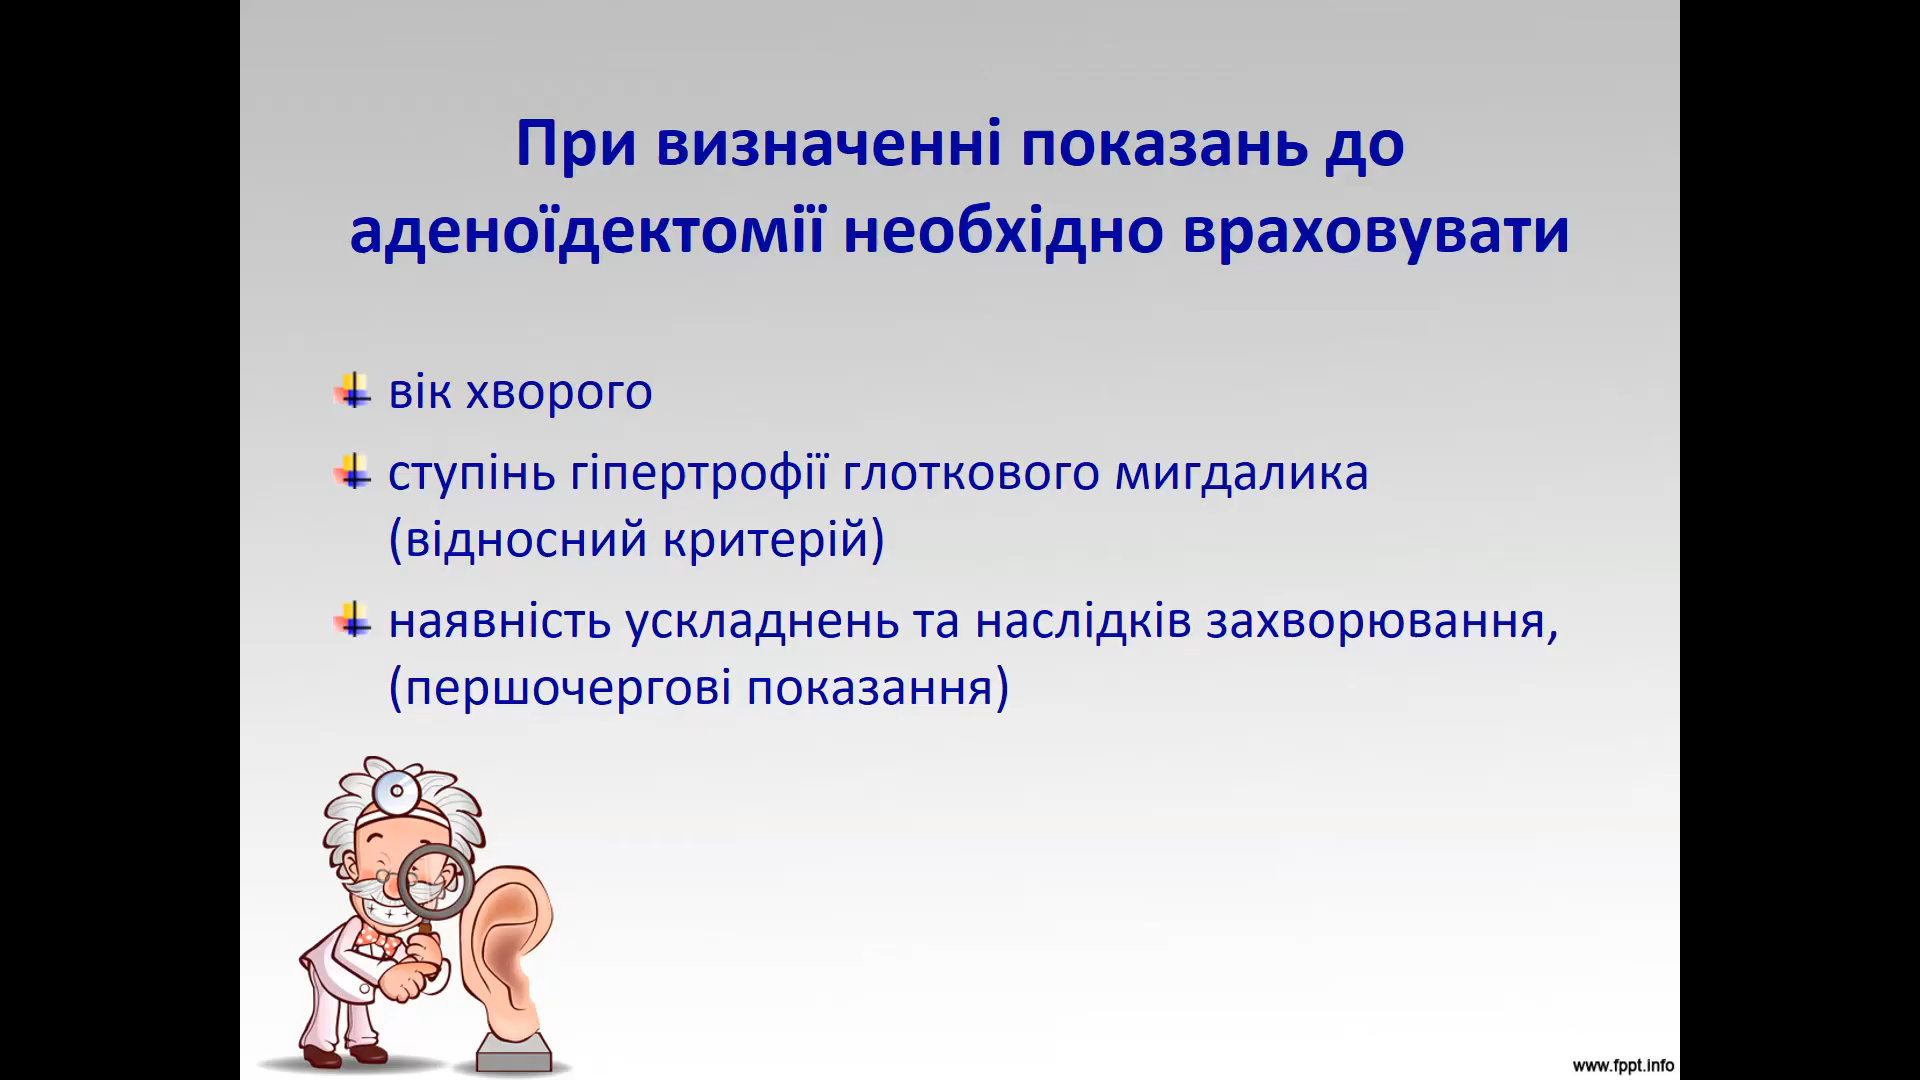 При визначенні показань до
аденоїдектомії необхідно враховувати
вік хворого
ступінь гіпертрофії глоткового мигдалика
(відносний критерій)
наявність ускладнень та наслідків захворювання,
(першочергові показання)
www.fppt.info